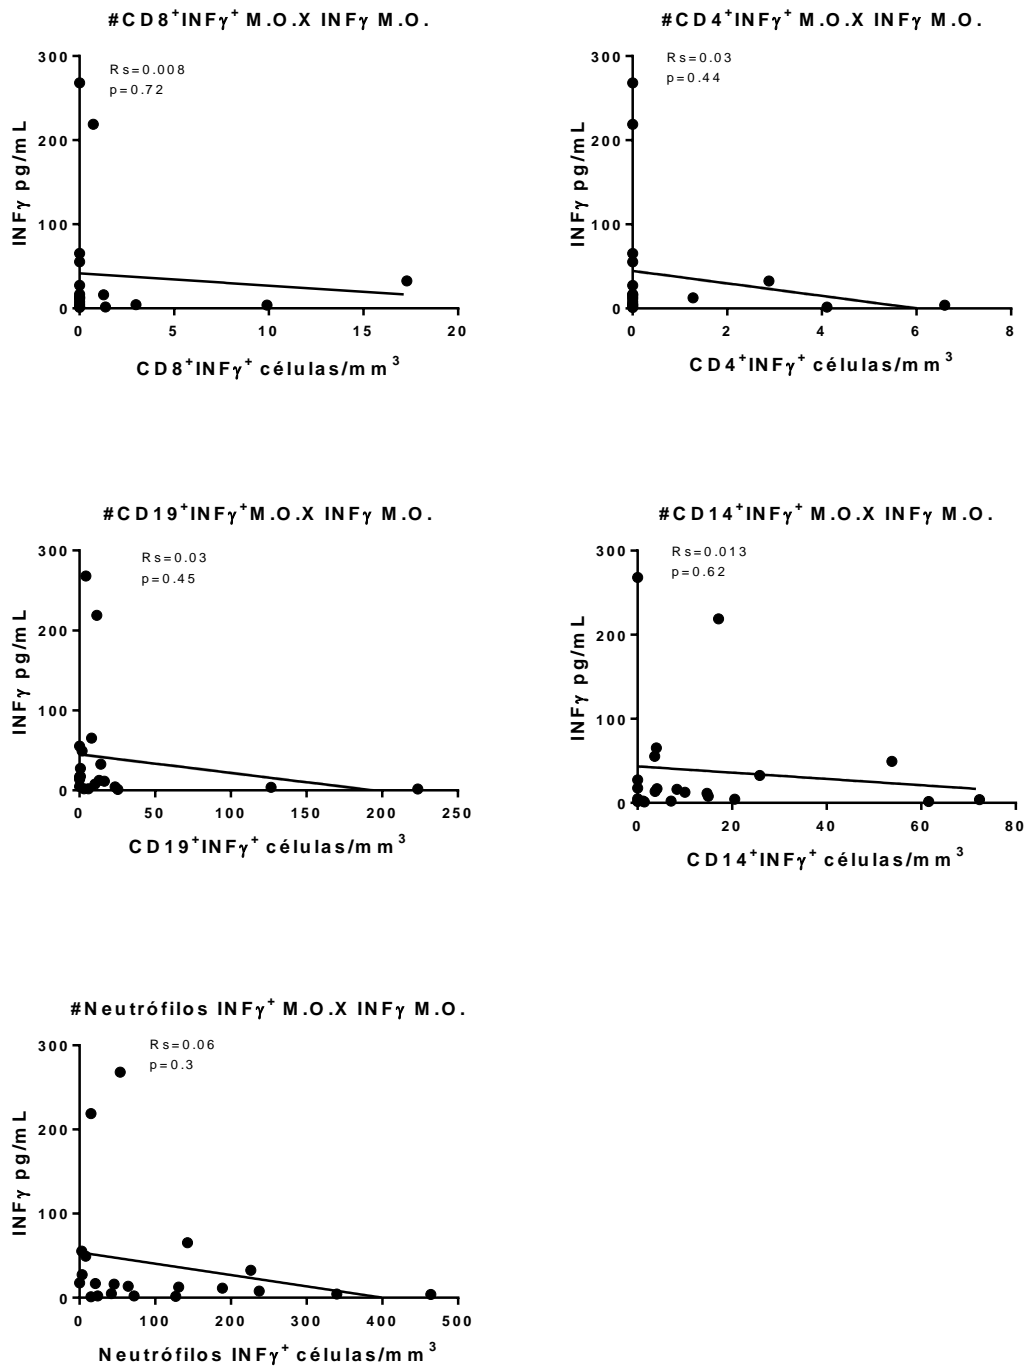 #CD8+INFγ+ M.O.X INFγ M.O.
Rs=0.008
p=0.72
300
200
100
0
INFγ pg/mL
0 5 10 15 20
CD8+INFγ+ células/mm3
#CD4+INFγ+ M.O.X INFγ M.O.
Rs=0.03
p=0.44
300
200
100
0
INFγ pg/mL
0 2 4 6 8
CD4+INFγ+ células/mm3
#CD19+INFγ+M.O.X INFγ M.O.
Rs=0.03
p=0.45
300
200
100
0
INFγ pg/mL
0 50 100 150 200 250
CD19+INFγ+ células/mm3
#CD14+INFγ+ M.O.X INFγ M.O.
Rs=0.013
p=0.62
300
200
100
0
INFγ pg/mL
0 20 40 60 80
CD14+INFγ+ células/mm3
#Neutrófilos INFγ+ M.O.X INFγ M.O.
Rs=0.06
p=0.3
300
200
100
0
INFγ pg/mL
0 100 200 300 400 500
Neutrófilos INFγ+ células/mm3